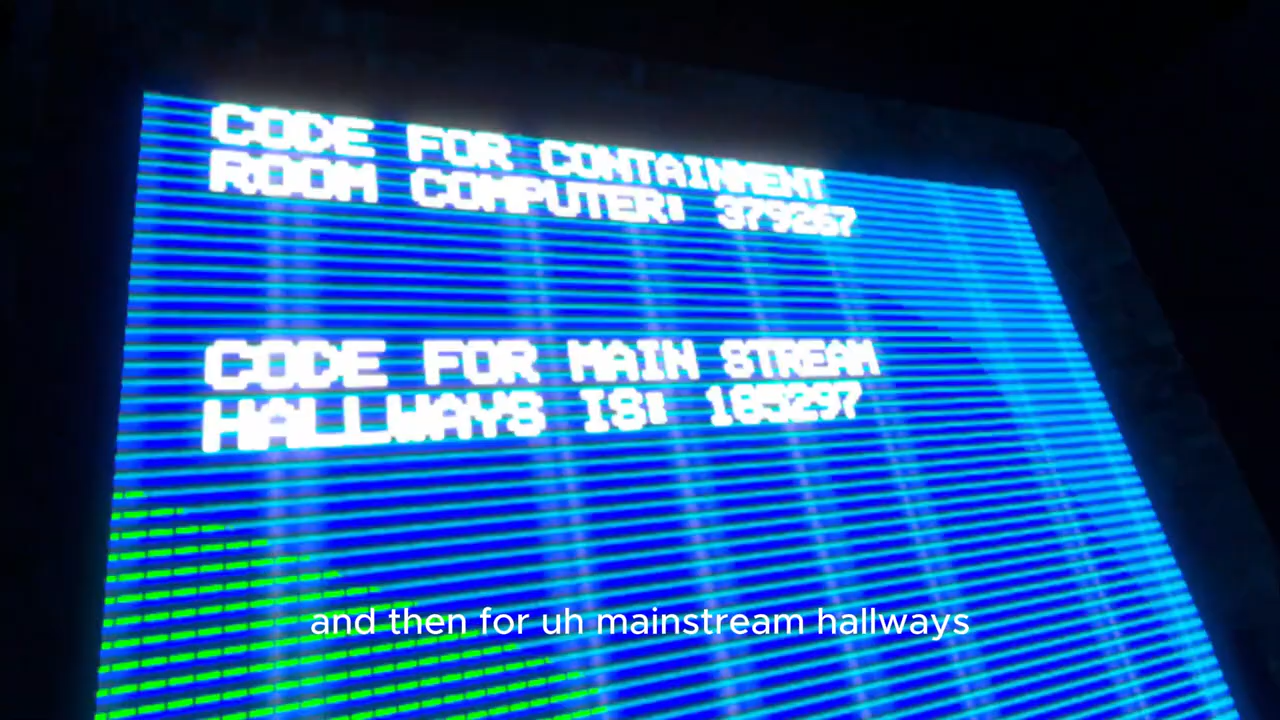 CODE FOR CONTAINMENT
ROOM COMPUTER: 379267
CODE FOR MAIN STREAM
HALLWAYS IS: 185297
and then for uh mainstream hallways